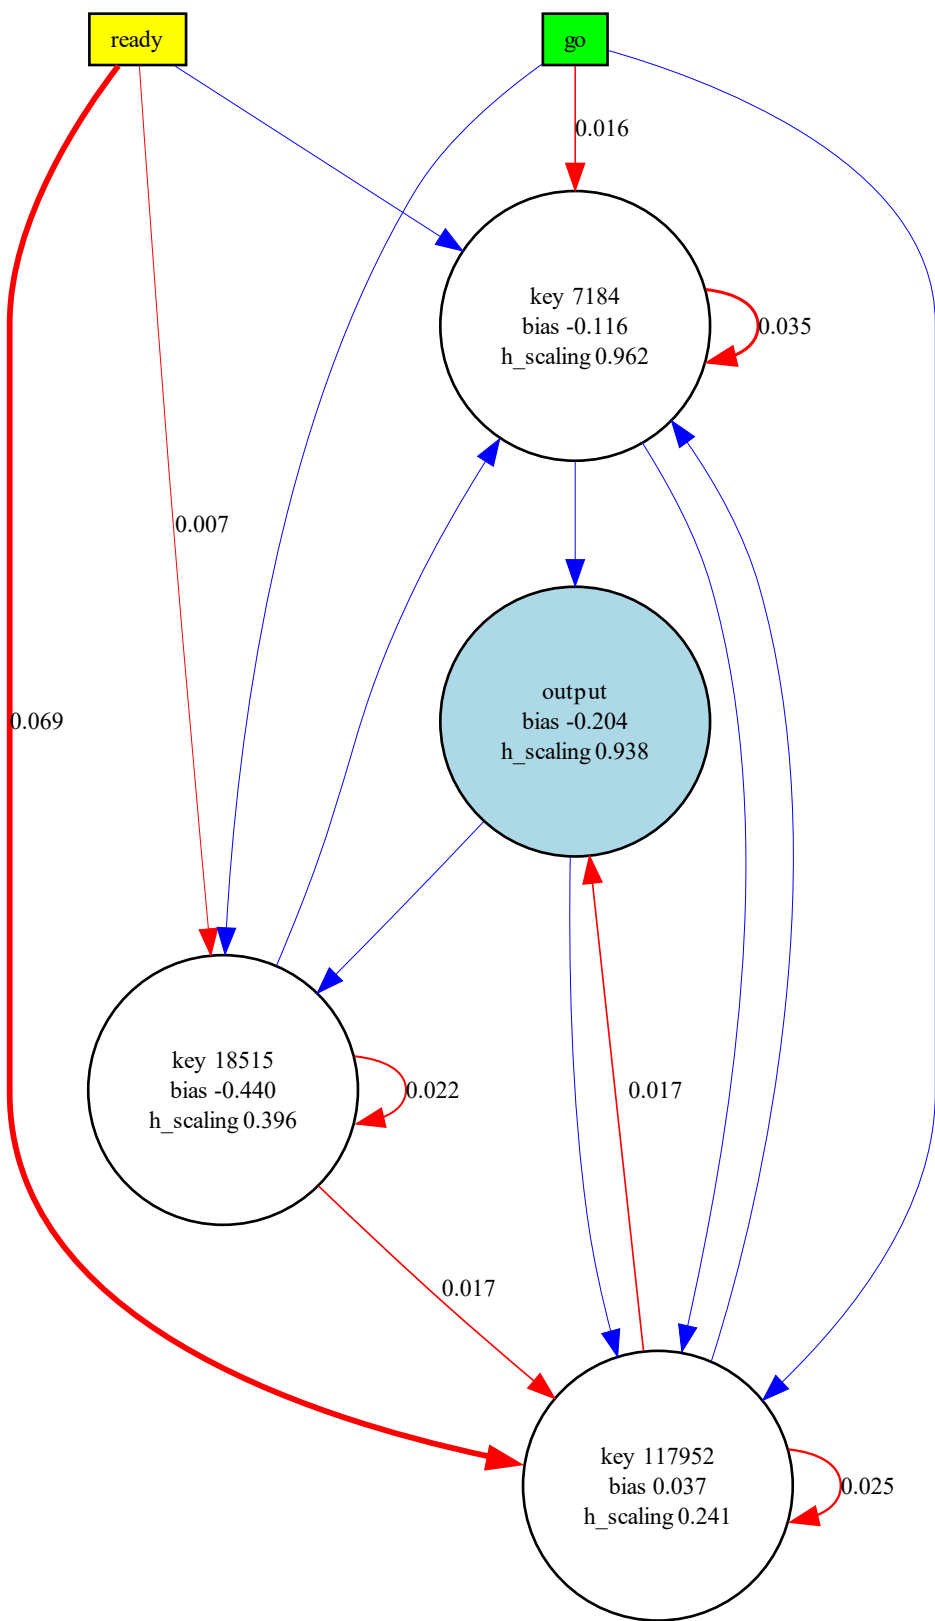 ready
go
0.016
key 7184
bias -0.116
h_scaling 0.962
0.035
0.007
output
bias -0.204
h_scaling 0.938
0.069
key 18515
bias -0.440
h_scaling 0.396
0.022
0.017
0.017
key 117952
bias 0.037
h_scaling 0.241
0.025